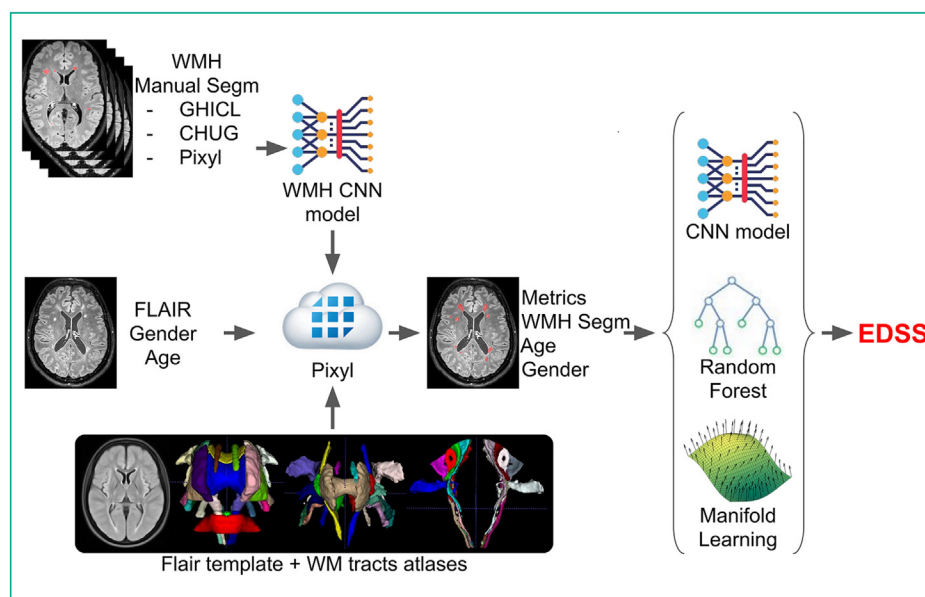 WMH
Manual Segm
- GHICL
- CHUG
- Pixyl
WMH CNN
model
FLAIR
Gender
Age
Pixyl
Metrics
WMH Segm
Age
Gender
CNN model
Random
Forest
Manifold
Learning
EDSS
Flair template + WM tracts atlases